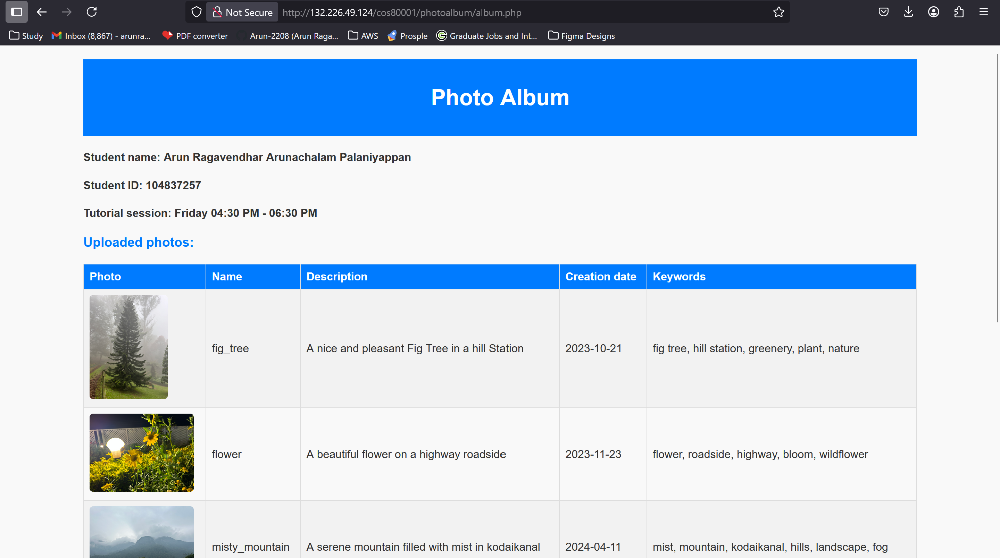 Not Secure http://132.226.49.124/cos80001/photoalbum/album.php
Study Inbox (8,867) - arunra... PDF converter Arun-2208 (Arun Raga... AWS Prosple Graduate Jobs and Int... Figma Designs
Photo Album
Student name: Arun Ragavendhar Arunachalam Palaniyappan
Student ID: 104837257
Tutorial session: Friday 04:30 PM - 06:30 PM
Uploaded photos:
Photo Name Description Creation date Keywords
fig_tree A nice and pleasant Fig Tree in a hill Station 2023-10-21 fig tree, hill station, greenery, plant, nature
flower A beautiful flower on a highway roadside 2023-11-23 flower, roadside, highway, bloom, wildflower
misty_mountain A serene mountain filled with mist in kodaikanal 2024-04-11 mist, mountain, kodaikanal, hills, landscape, fog